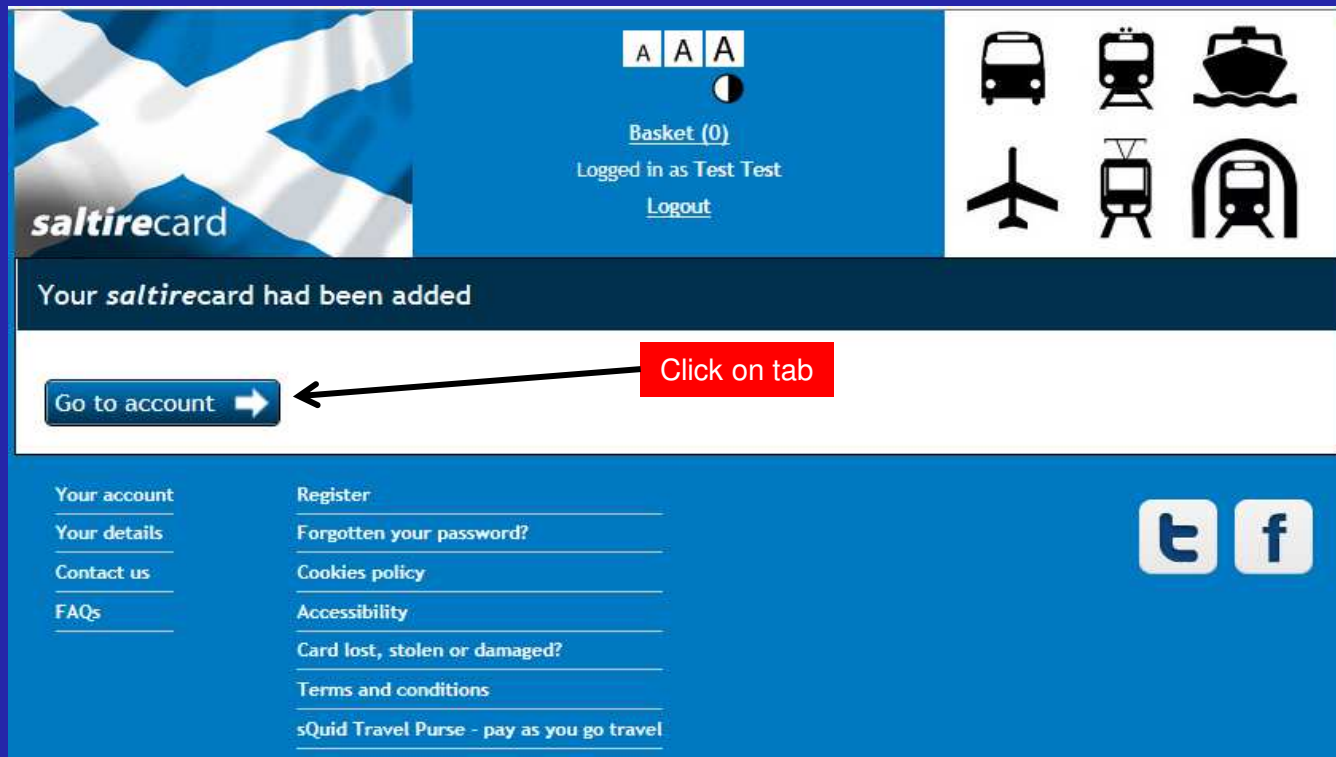 A A A
Basket (0)
Logged in as Test Test
Logout
saltirecard
Your saltirecard had been added
Click on tab
Go to account
Your account
Your details
Contact us
FAQs
Register
Forgotten your password?
Cookies policy
Accessibility
Card lost, stolen or damaged?
Terms and conditions
sQuid Travel Purse - pay as you go travel
t f